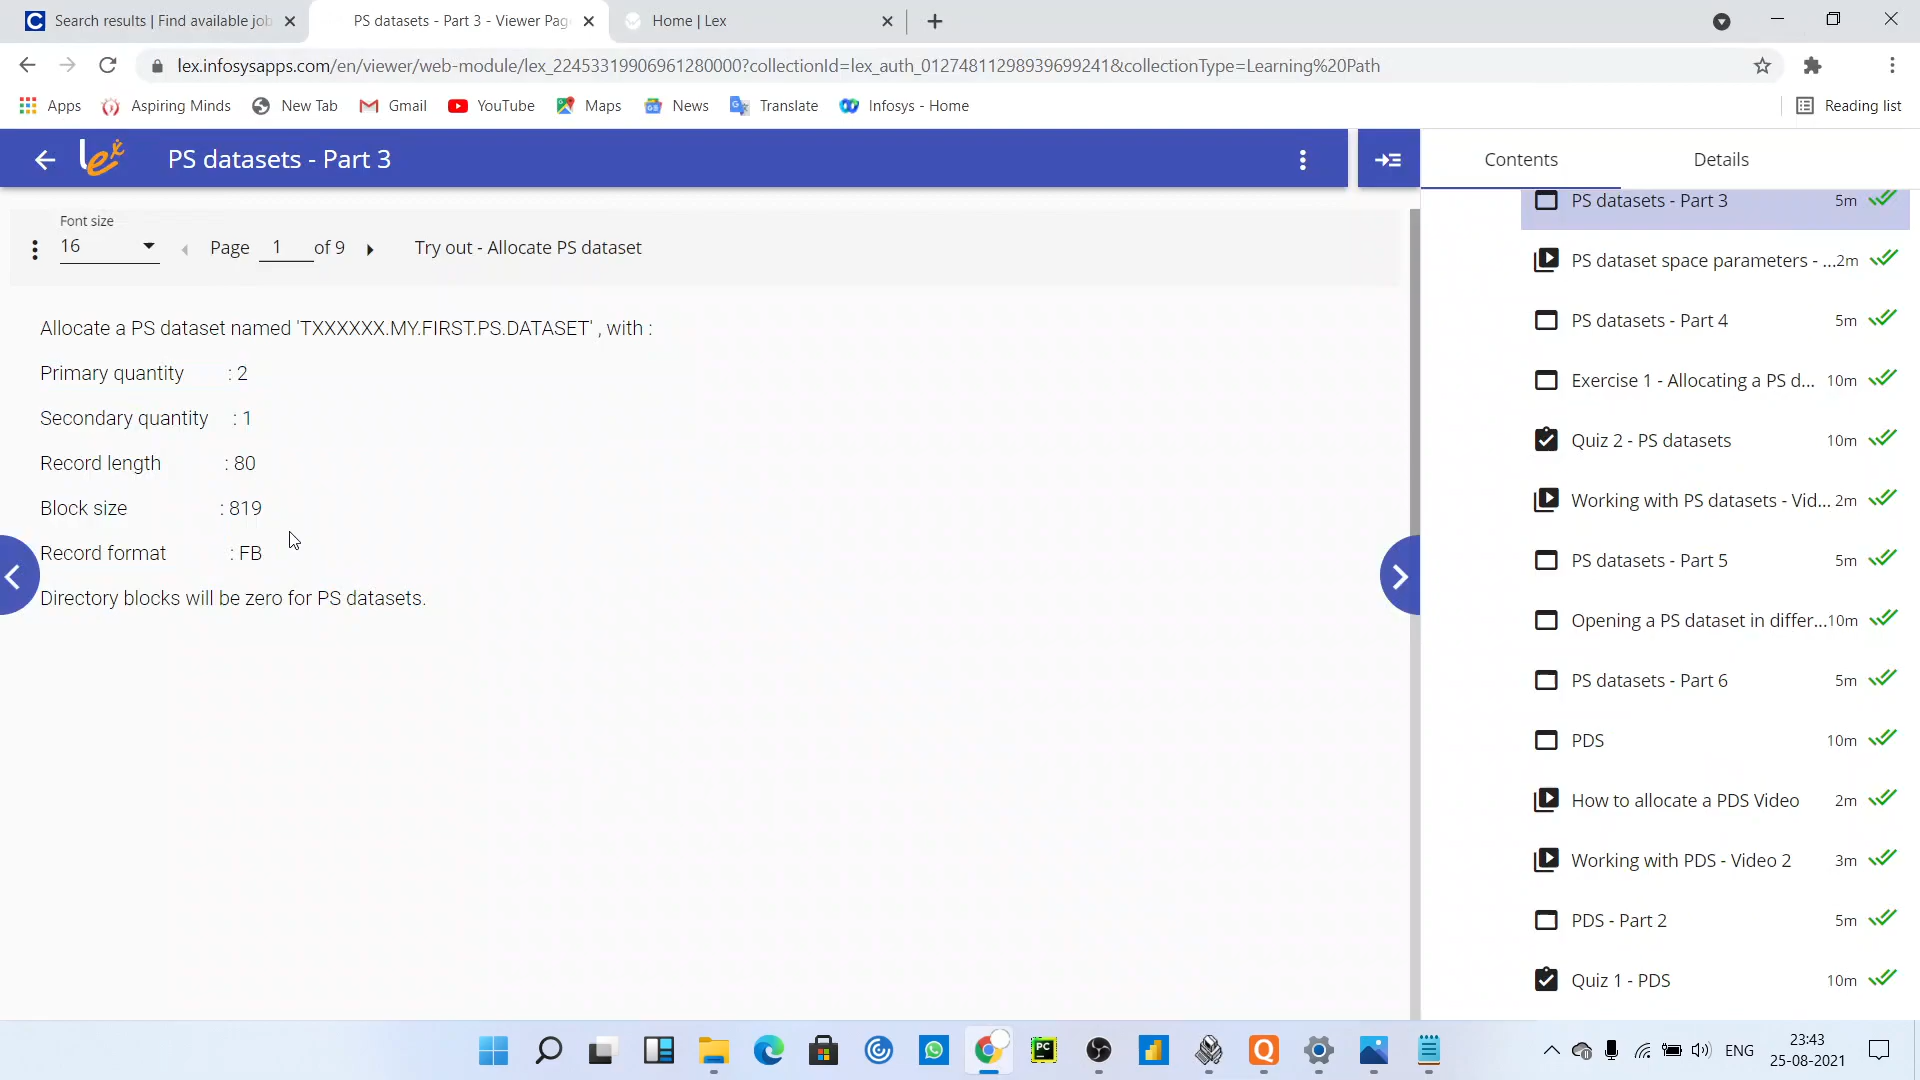 Search results | Find available job
PS datasets - Part 3 - Viewer Pag
Home | Lex
lex.infosysapps.com/en/viewer/web-module/lex_22453319906961280000?collectionId=lex_auth_01274811298939699241&collectionType=Learning%20Path
Apps
Aspiring Minds
New Tab
Gmail
YouTube
Maps
News
Translate
Infosys - Home
Reading list
lex
PS datasets - Part 3
Contents
Details
Font size
16
Page 1 of 9
Try out - Allocate PS dataset
Allocate a PS dataset named 'TXXXXXX.MY.FIRST.PS.DATASET' , with :
Primary quantity : 2
Secondary quantity : 1
Record length : 80
Block size : 819
Record format : FB
Directory blocks will be zero for PS datasets.
PS datasets - Part 3 5m
PS dataset space parameters - ... 2m
PS datasets - Part 4 5m
Exercise 1 - Allocating a PS d... 10m
Quiz 2 - PS datasets 10m
Working with PS datasets - Vid... 2m
PS datasets - Part 5 5m
Opening a PS dataset in differ... 10m
PS datasets - Part 6 5m
PDS 10m
How to allocate a PDS Video 2m
Working with PDS - Video 2 3m
PDS - Part 2 5m
Quiz 1 - PDS 10m
PC
ENG
23:43
25-08-2021